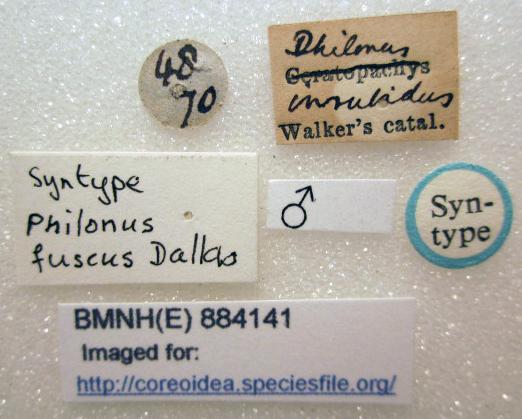 48
70
Philonus
Ceratopachys
Walker's catal.
Syntype
Philonus
fuscus Dallas
♂
Syn-
type
BMNH(E) 884141
Imaged for:
http://coreoidea.speciesfile.org/